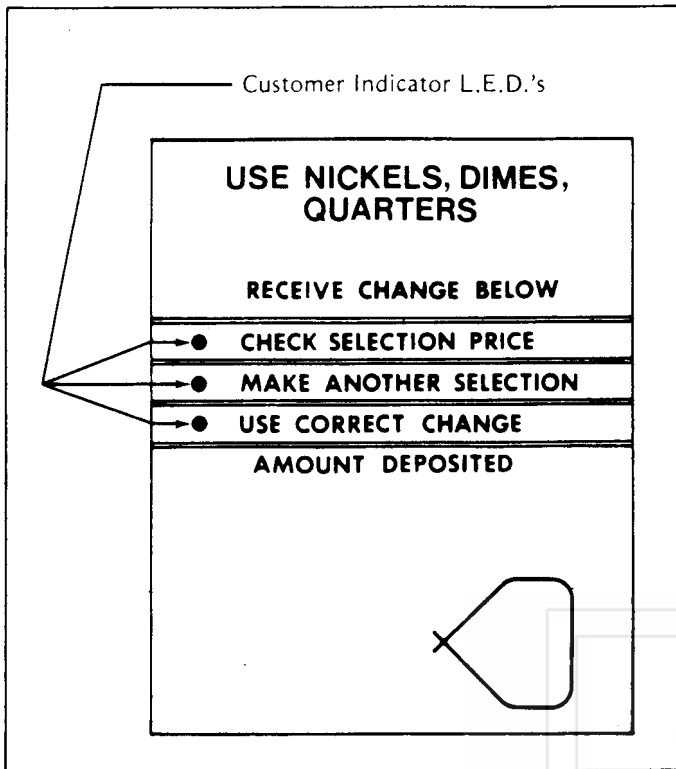 Customer Indicator L.E.D.'s
USE NICKELS, DIMES,
QUARTERS
RECEIVE CHANGE BELOW
CHECK SELECTION PRICE
MAKE ANOTHER SELECTION
USE CORRECT CHANGE
AMOUNT DEPOSITED